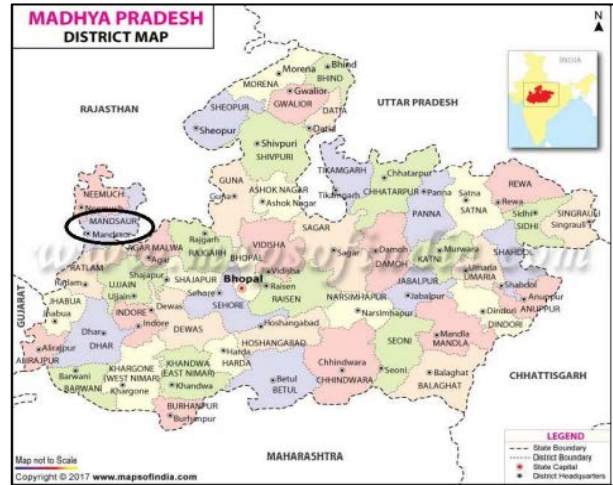 MADHYA PRADESH
DISTRICT MAP
N
INDIA
RAJASTHAN
UTTAR PRADESH
GUJARAT
CHHATTISGARH
MAHARASHTRA
Morena
MORENA
Bhind
BHIND
Gwalior
GWALIOR
DATIA
Datia
SHEOPUR
Sheopur
Shivpuri
SHIVPURI
TIKAMGARH
Tikamgarh
Chhatarpur
CHHATTARPUR
Panna
PANNA
Satna
SATNA
REWA
Rewa
Sidhi
SIDHI
SINGRAULI
Singrauli
NEEMUCH
Neemuch
MANDSAUR
Mandsaur
GUNA
Guna
ASHOK NAGAR
Ashok Nagar
SAGAR
Sagar
AGAR MALWA
Agar
Rajgarh
RAJGARH
BHOPAL
Bhopal
VIDISHA
Vidisha
Damoh
DAMOH
Murwara
KATNI
Umaria
UMARIA
SHAHDOL
Shahdol
Anuppur
ANUPPUR
RATLAM
Ratlam
UJJAIN
Ujjain
Shajapur
SHAJAPUR
Sehore
SEHORE
Raisen
RAISEN
NARSIMHAPUR
Narsimhapur
JABALPUR
Jabalpur
Dindori
DINDORI
JHABUA
Jhabua
INDORE
Indore
Dewas
DEWAS
Hoshangabad
HOSHANGABAD
Mandla
MANDLA
Alirajpur
ALIRAJPUR
Dhar
DHAR
Harda
HARDA
SEONI
Seoni
Chhindwara
CHHINDWARA
Balaghat
BALAGHAT
Barwani
BARWANI
KHARGONE
(WEST NIMAR)
Khargone
KHANDWA
(EAST NIMAR)
Khandwa
Betul
BETUL
BURHANPUR
Burhanpur
LEGEND
State Boundary
District Boundary
State Capital
District Headquarters
Map not to Scale
Copyright © 2017 www.mapsofindia.com